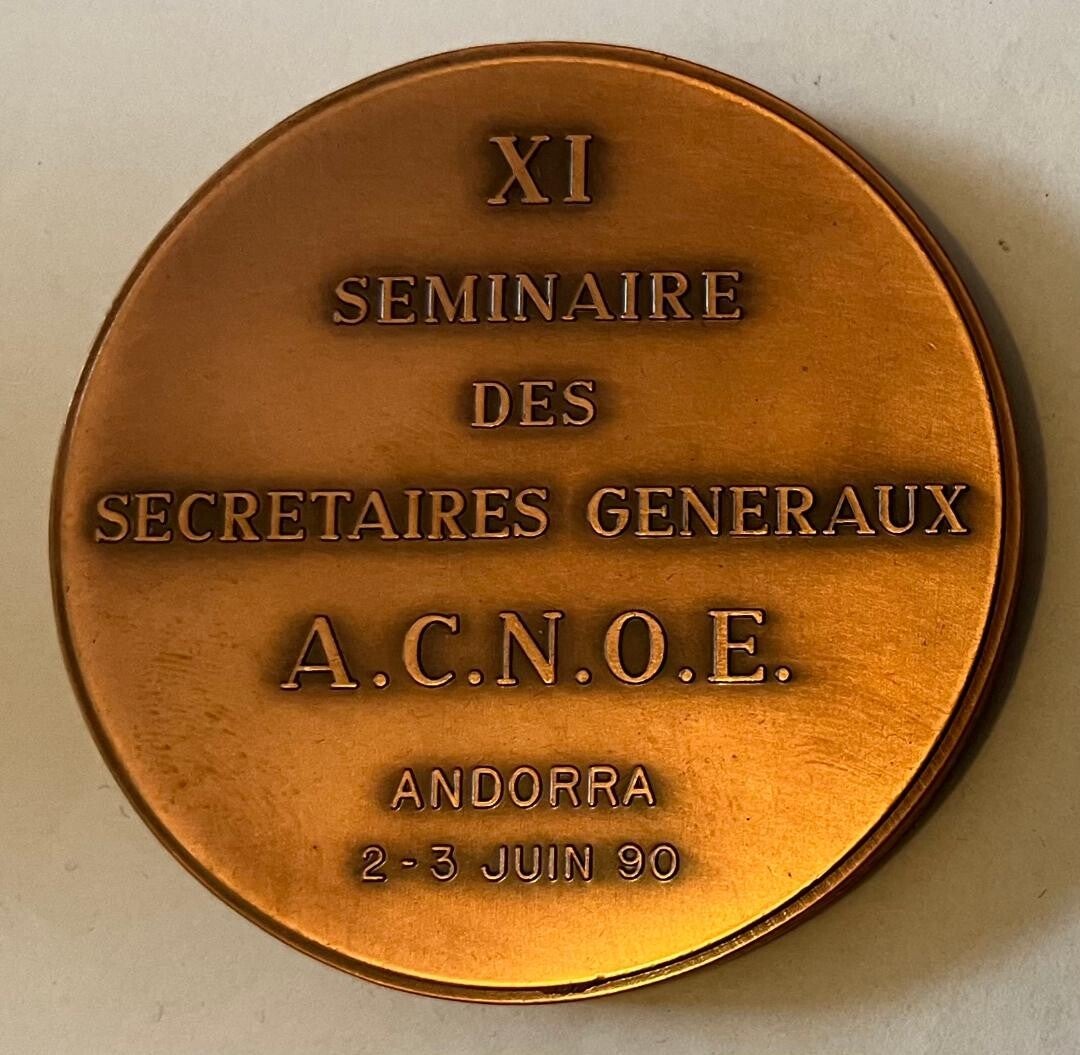 XI
SEMINAIRE
DES
SECRETAIRES GENERAUX
A.C.N.O.E.
ANDORRA
2-3 JUIN 90